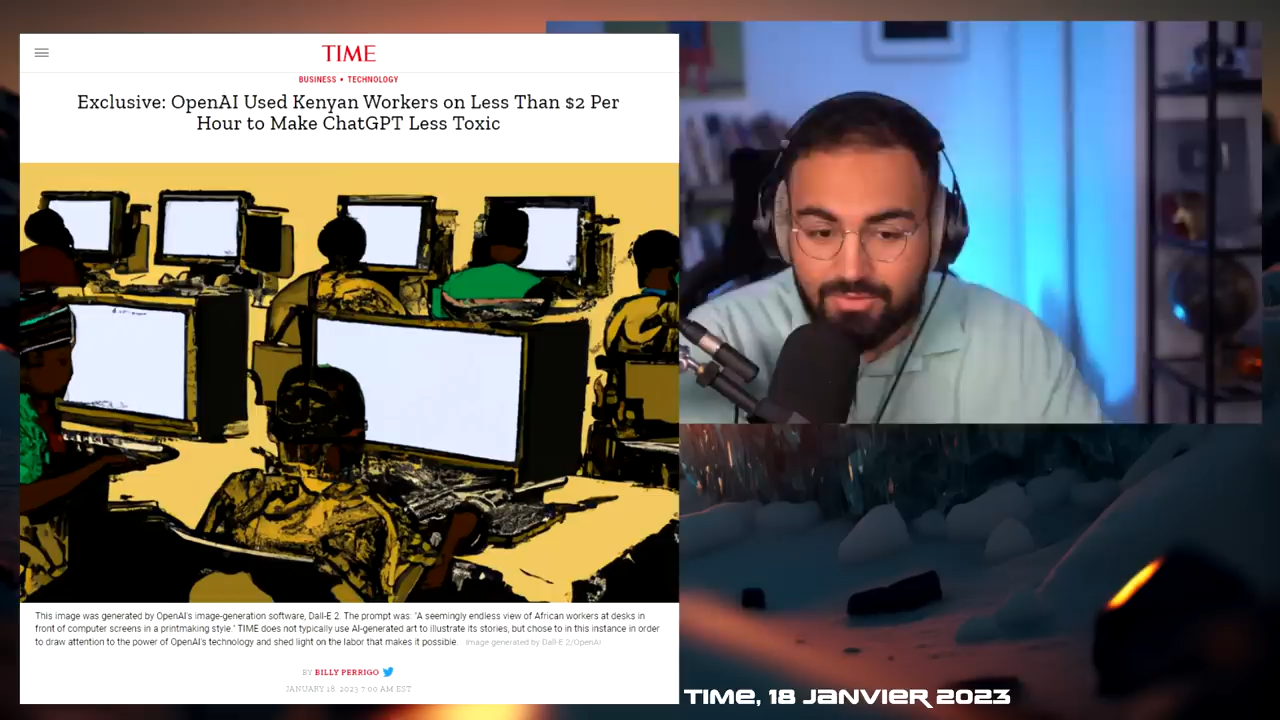 TIME
BUSINESS • TECHNOLOGY
Exclusive: OpenAI Used Kenyan Workers on Less Than $2 Per
Hour to Make ChatGPT Less Toxic
This image was generated by OpenAI's image-generation software, Dall-E 2. The prompt was: "A seemingly endless view of African workers at desks in
front of computer screens in a printmaking style." TIME does not typically use AI-generated art to illustrate its stories, but chose to in this instance in order
to draw attention to the power of OpenAI's technology and shed light on the labor that makes it possible. Image generated by Dall-E 2/OpenAI
BY BILLY PERRIGO
JANUARY 18, 2023 7:00 AM EST
TIME, 18 JANVIER 2023